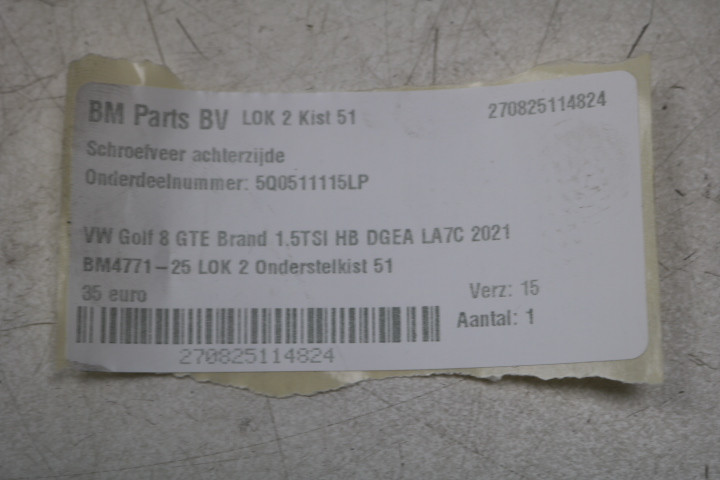 BM Parts BV LOK 2 Kist 51 270825114824
Schroefveer achterzijde
Onderdeelnummer: 5Q0511115LP
VW Golf 8 GTE Brand 1.5TSI HB DGEA LA7C 2021
BM4771-25 LOK 2 Onderstelkist 51
35 euro Verz: 15
Aantal: 1
270825114824